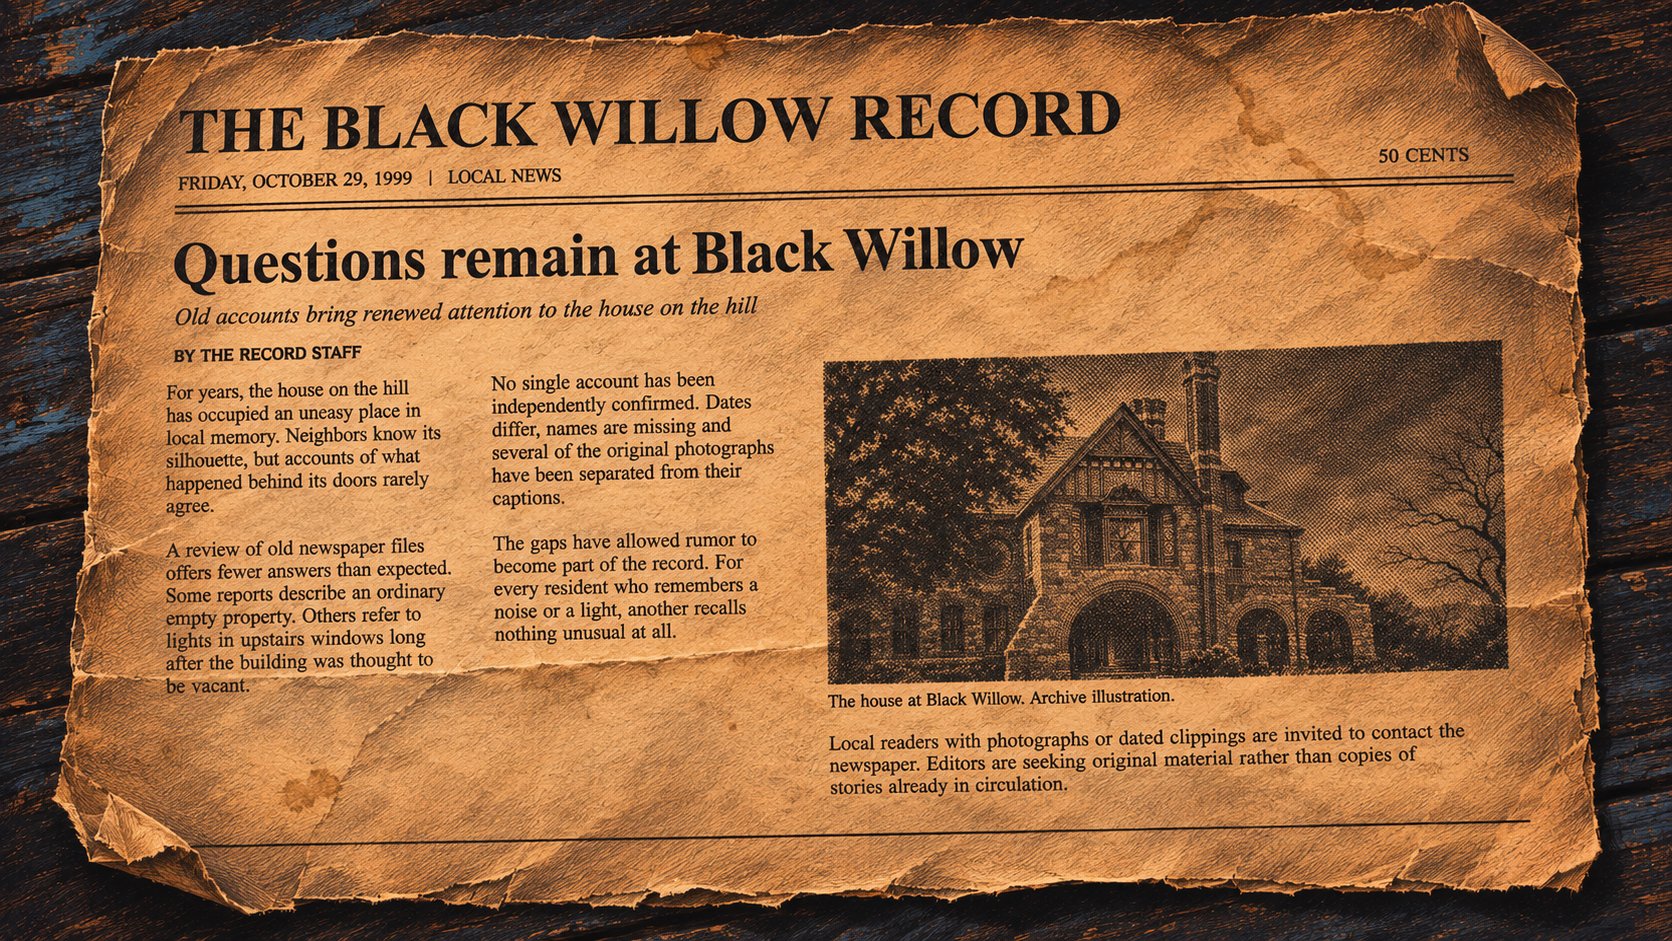 THE BLACK WILLOW RECORD
FRIDAY, OCTOBER 29, 1999 | LOCAL NEWS
50 CENTS
Questions remain at Black Willow
Old accounts bring renewed attention to the house on the hill
BY THE RECORD STAFF
For years, the house on the hill
has occupied an uneasy place in
local memory. Neighbors know its
silhouette, but accounts of what
happened behind its doors rarely
agree.
A review of old newspaper files
offers fewer answers than expected.
Some reports describe an ordinary
empty property. Others refer to
lights in upstairs windows long
after the building was thought to
be vacant.
No single account has been
independently confirmed. Dates
differ, names are missing and
several of the original photographs
have been separated from their
captions.
The gaps have allowed rumor to
become part of the record. For
every resident who remembers a
noise or a light, another recalls
nothing unusual at all.
The house at Black Willow. Archive illustration.
Local readers with photographs or dated clippings are invited to contact the
newspaper. Editors are seeking original material rather than copies of
stories already in circulation.